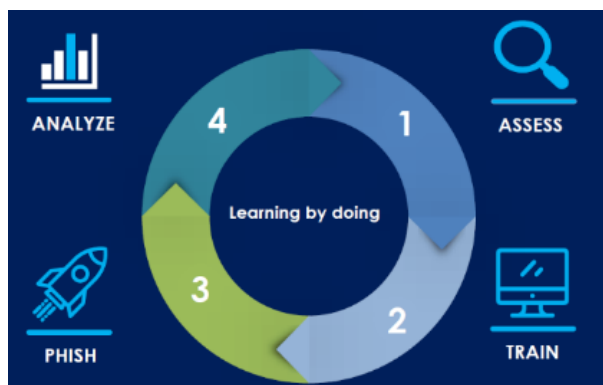 ANALYZE
ASSESS
4
1
Learning by doing
3
2
PHISH
TRAIN